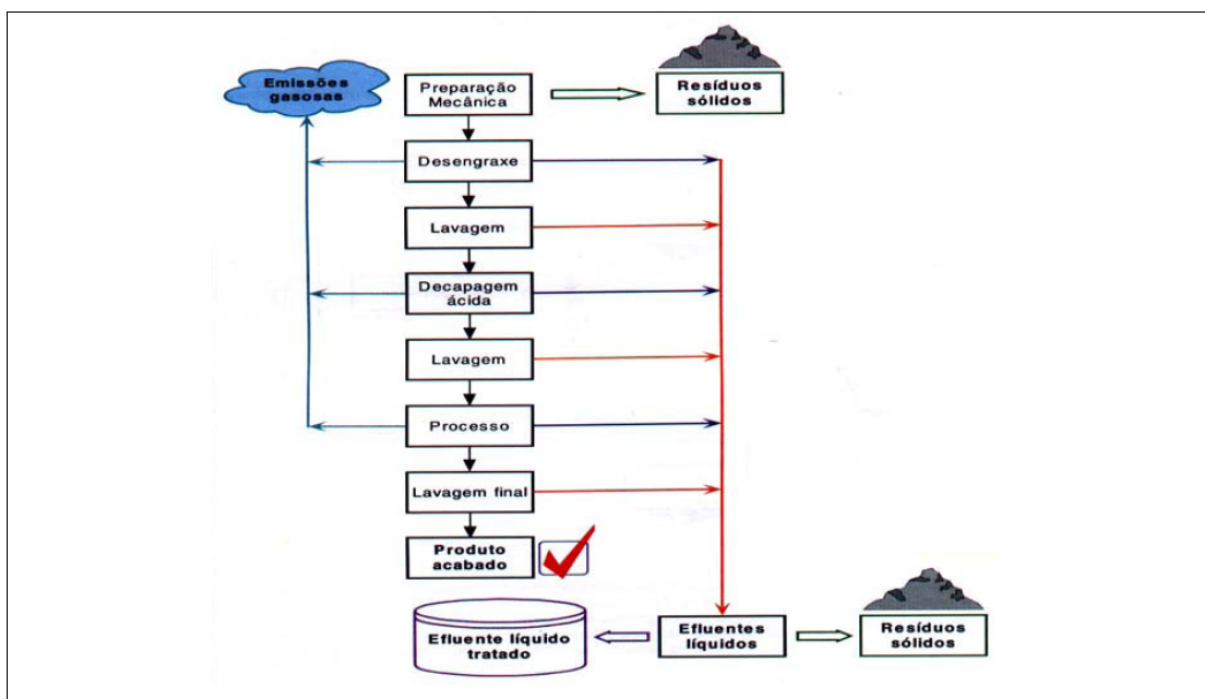 Emissões
gasosas
Preparação
Mecânica
Resíduos
sólidos
Desengraxe
Lavagem
Decapagem
ácida
Lavagem
Processo
Lavagem final
Produto
acabado
Efluente líquido
tratado
Efluentes
líquidos
Resíduos
sólidos